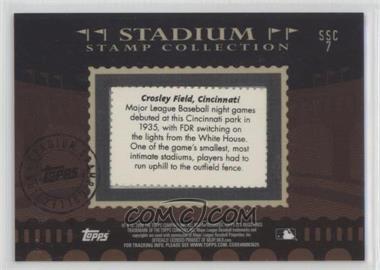 STADIUM
STAMP COLLECTION
SSC
7
Crosley Field, Cincinnati
Major League Baseball night games
debuted at this Cincinnati park in
1935, with FDR switching on
the lights from the White House.
One of the game's smallest, most
intimate stadiums, players had to
run uphill to the outfield fence.
Topps
Topps